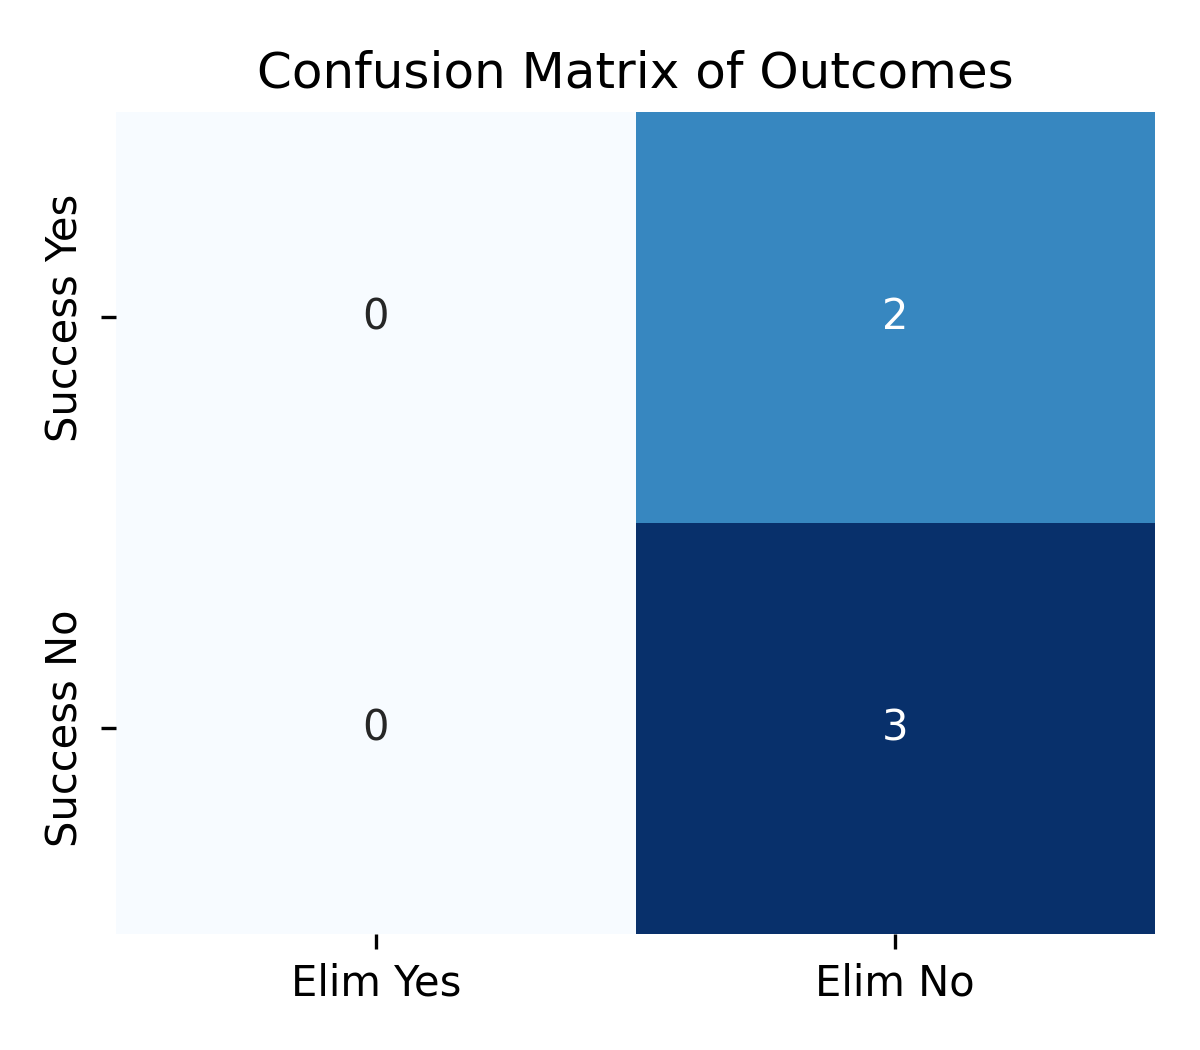 Confusion Matrix of Outcomes
Success Yes
0
2
Success No
0
3
Elim Yes
Elim No